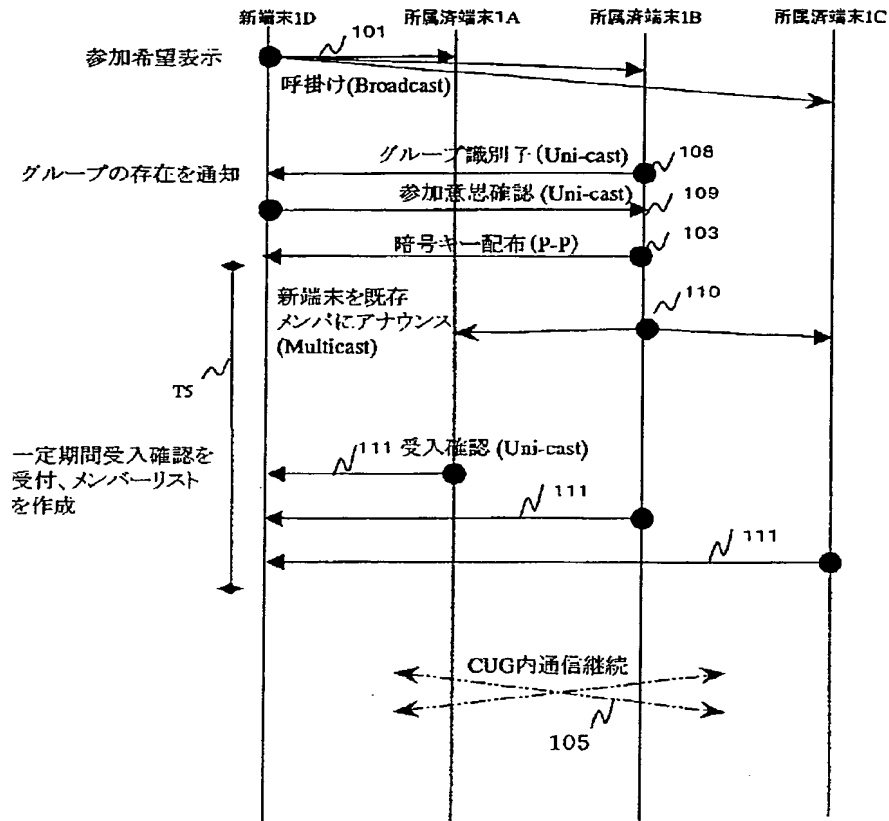 新端末1D
所属済端末1A
所属済端末1B
所属済端末1C
101
参加希望表示
呼掛け(Broadcast)
グループ識別子(Uni-cast)
108
グループの存在を通知
参加意思確認 (Uni-cast)
109
暗号キー配布(P-P)
103
新端末を既存
メンバにアナウンス
(Multicast)
110
T5
一定期間受入確認を
受付、メンバーリスト
を作成
111 受入確認 (Uni-cast)
111
111
CUG内通信継続
105